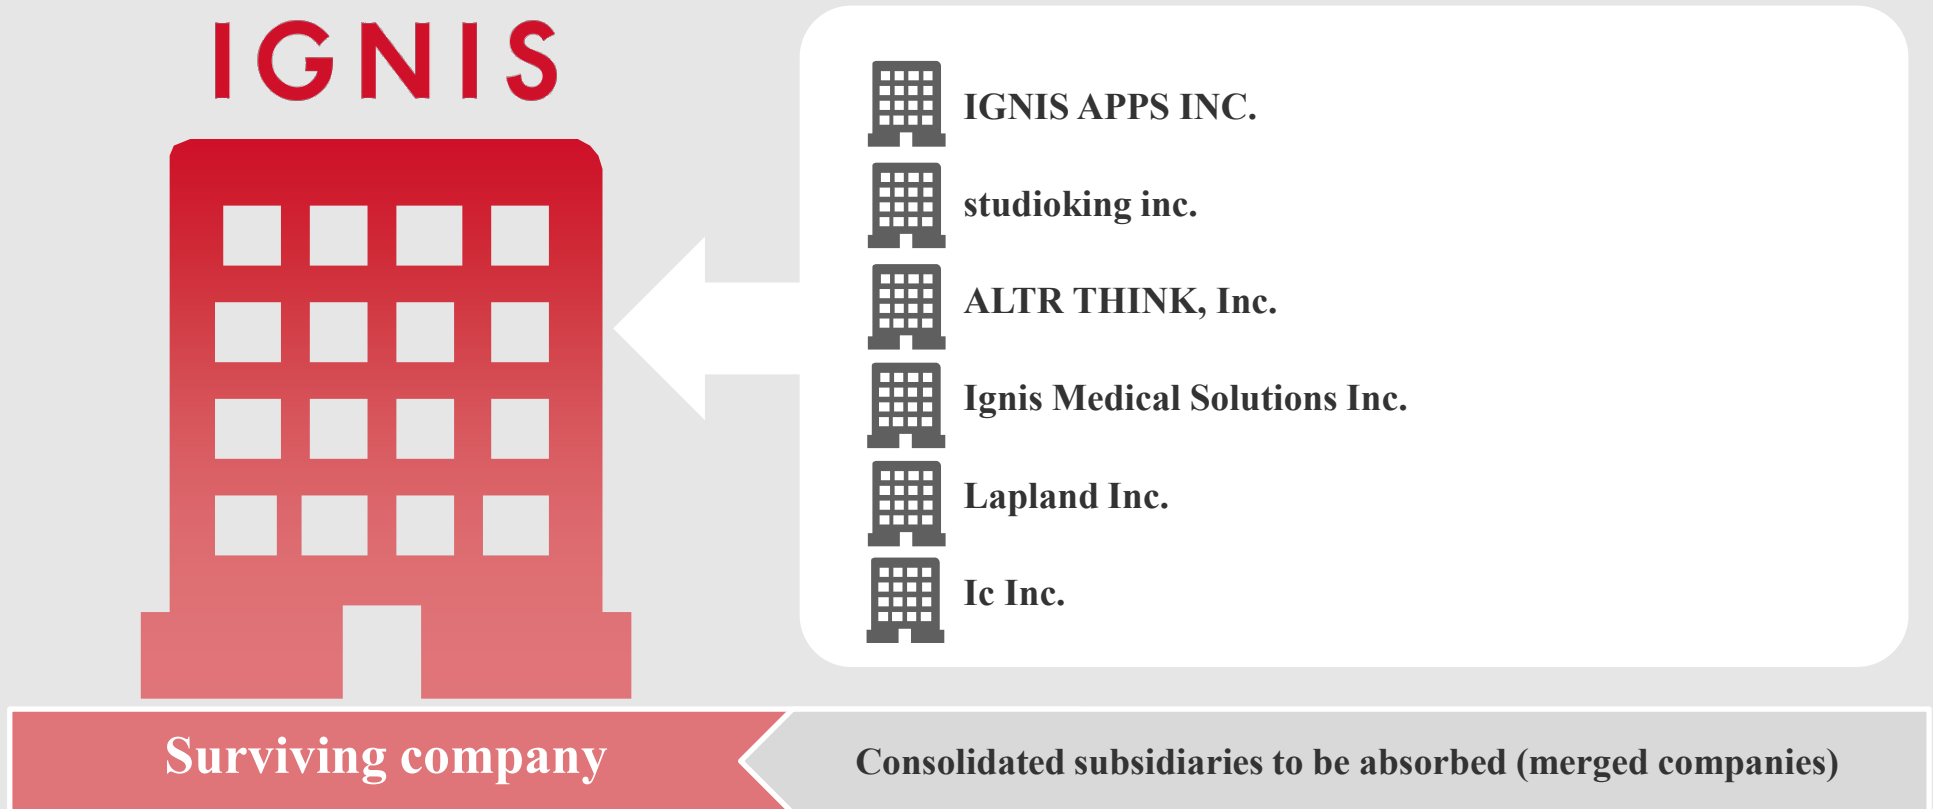 IGNIS
IGNIS APPS INC.
studioking inc.
ALTR THINK, Inc.
Ignis Medical Solutions Inc.
Lapland Inc.
Ic Inc.
Surviving company
Consolidated subsidiaries to be absorbed (merged companies)